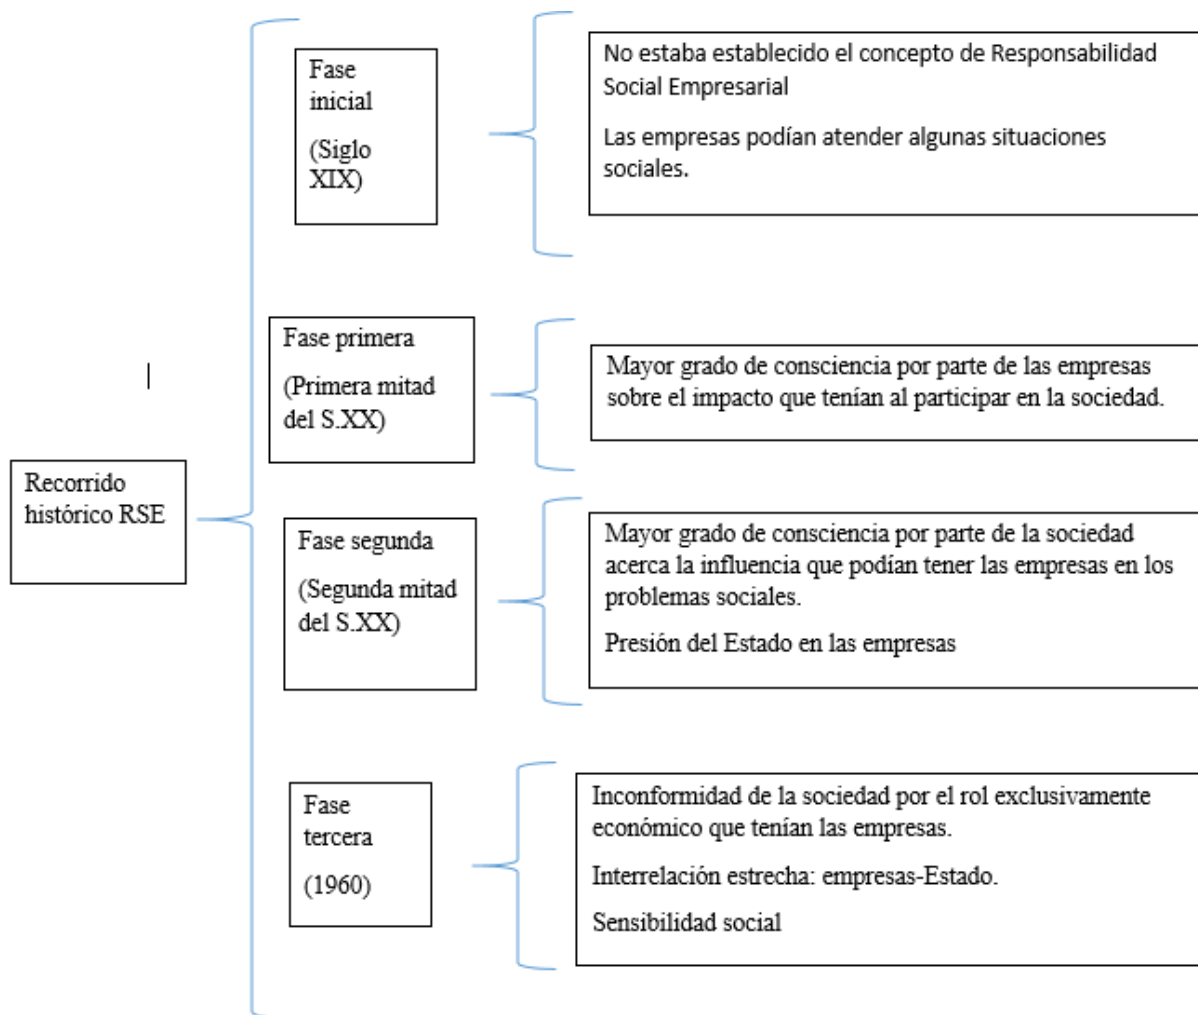 Fase
inicial
(Siglo
XIX)
No estaba establecido el concepto de Responsabilidad
Social Empresarial
Las empresas podían atender algunas situaciones
sociales.
Fase primera
(Primera mitad
del S.XX)
Mayor grado de consciencia por parte de las empresas
sobre el impacto que tenían al participar en la sociedad.
Recorrido
histórico RSE
Fase segunda
(Segunda mitad
del S.XX)
Mayor grado de consciencia por parte de la sociedad
acerca la influencia que podían tener las empresas en los
problemas sociales.
Presión del Estado en las empresas
Fase
tercera
(1960)
Inconformidad de la sociedad por el rol exclusivamente
económico que tenían las empresas.
Interrelación estrecha: empresas-Estado.
Sensibilidad social